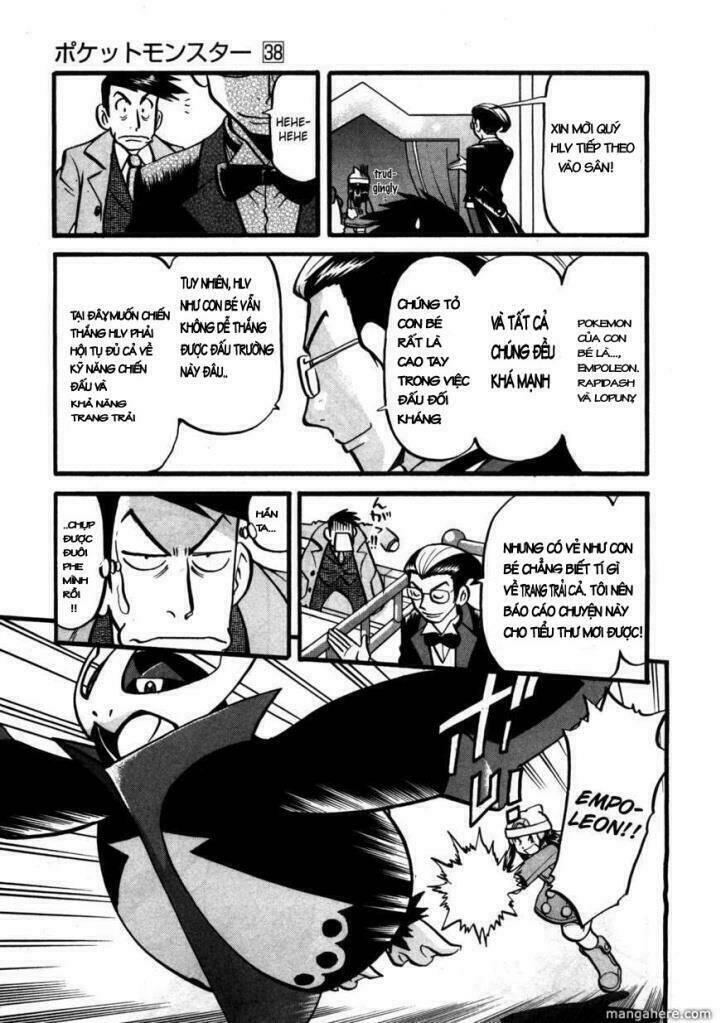 ポケットモンスター 38
XIN MỜI QUÝ
HLV TIẾP THEO
VÀO SÂN!
trud-
gingly
HEHE-
HEHE
POKEMON
CỦA CON
BÉ LÀ...,
EMPOLEON.
RAPIDASH
VÀ LOPUNY,
VÀ TẤT CẢ
CHÚNG ĐỀU
KHÁ MẠNH
CHỨNG TỎ
CON BÉ
RẤT LÀ
CAO TAY
TRONG VIỆC
ĐẤU ĐỐI
KHÁNG
TUY NHIÊN, HLV
NHƯ CON BÉ VẪN
KHÔNG DỄ THẮNG
ĐƯỢC ĐẤU TRƯỜNG
NÀY ĐÂU..
TẠI ĐÂY,MUỐN CHIẾN
THẮNG HLV PHẢI
HỘI TỤ ĐỦ CẢ VỀ
KỸ NĂNG CHIẾN
ĐẤU VÀ
KHẢ NĂNG
TRANG TRẢI
NHƯNG CÓ VẺ NHƯ CON
BÉ CHẲNG BIẾT TÍ GÌ
VỀ TRANG TRẢI CẢ. TÔI NÊN
BÁO CÁO CHUYỆN NÀY
CHO TIỂU THƯ MƠI ĐƯỢC!
HẮN
TA...
..CHỤP
ĐƯỢC
ĐUÔI
PHE
MÌNH
RỒI
!!
EMPO-
LEON!!
mangahere.com